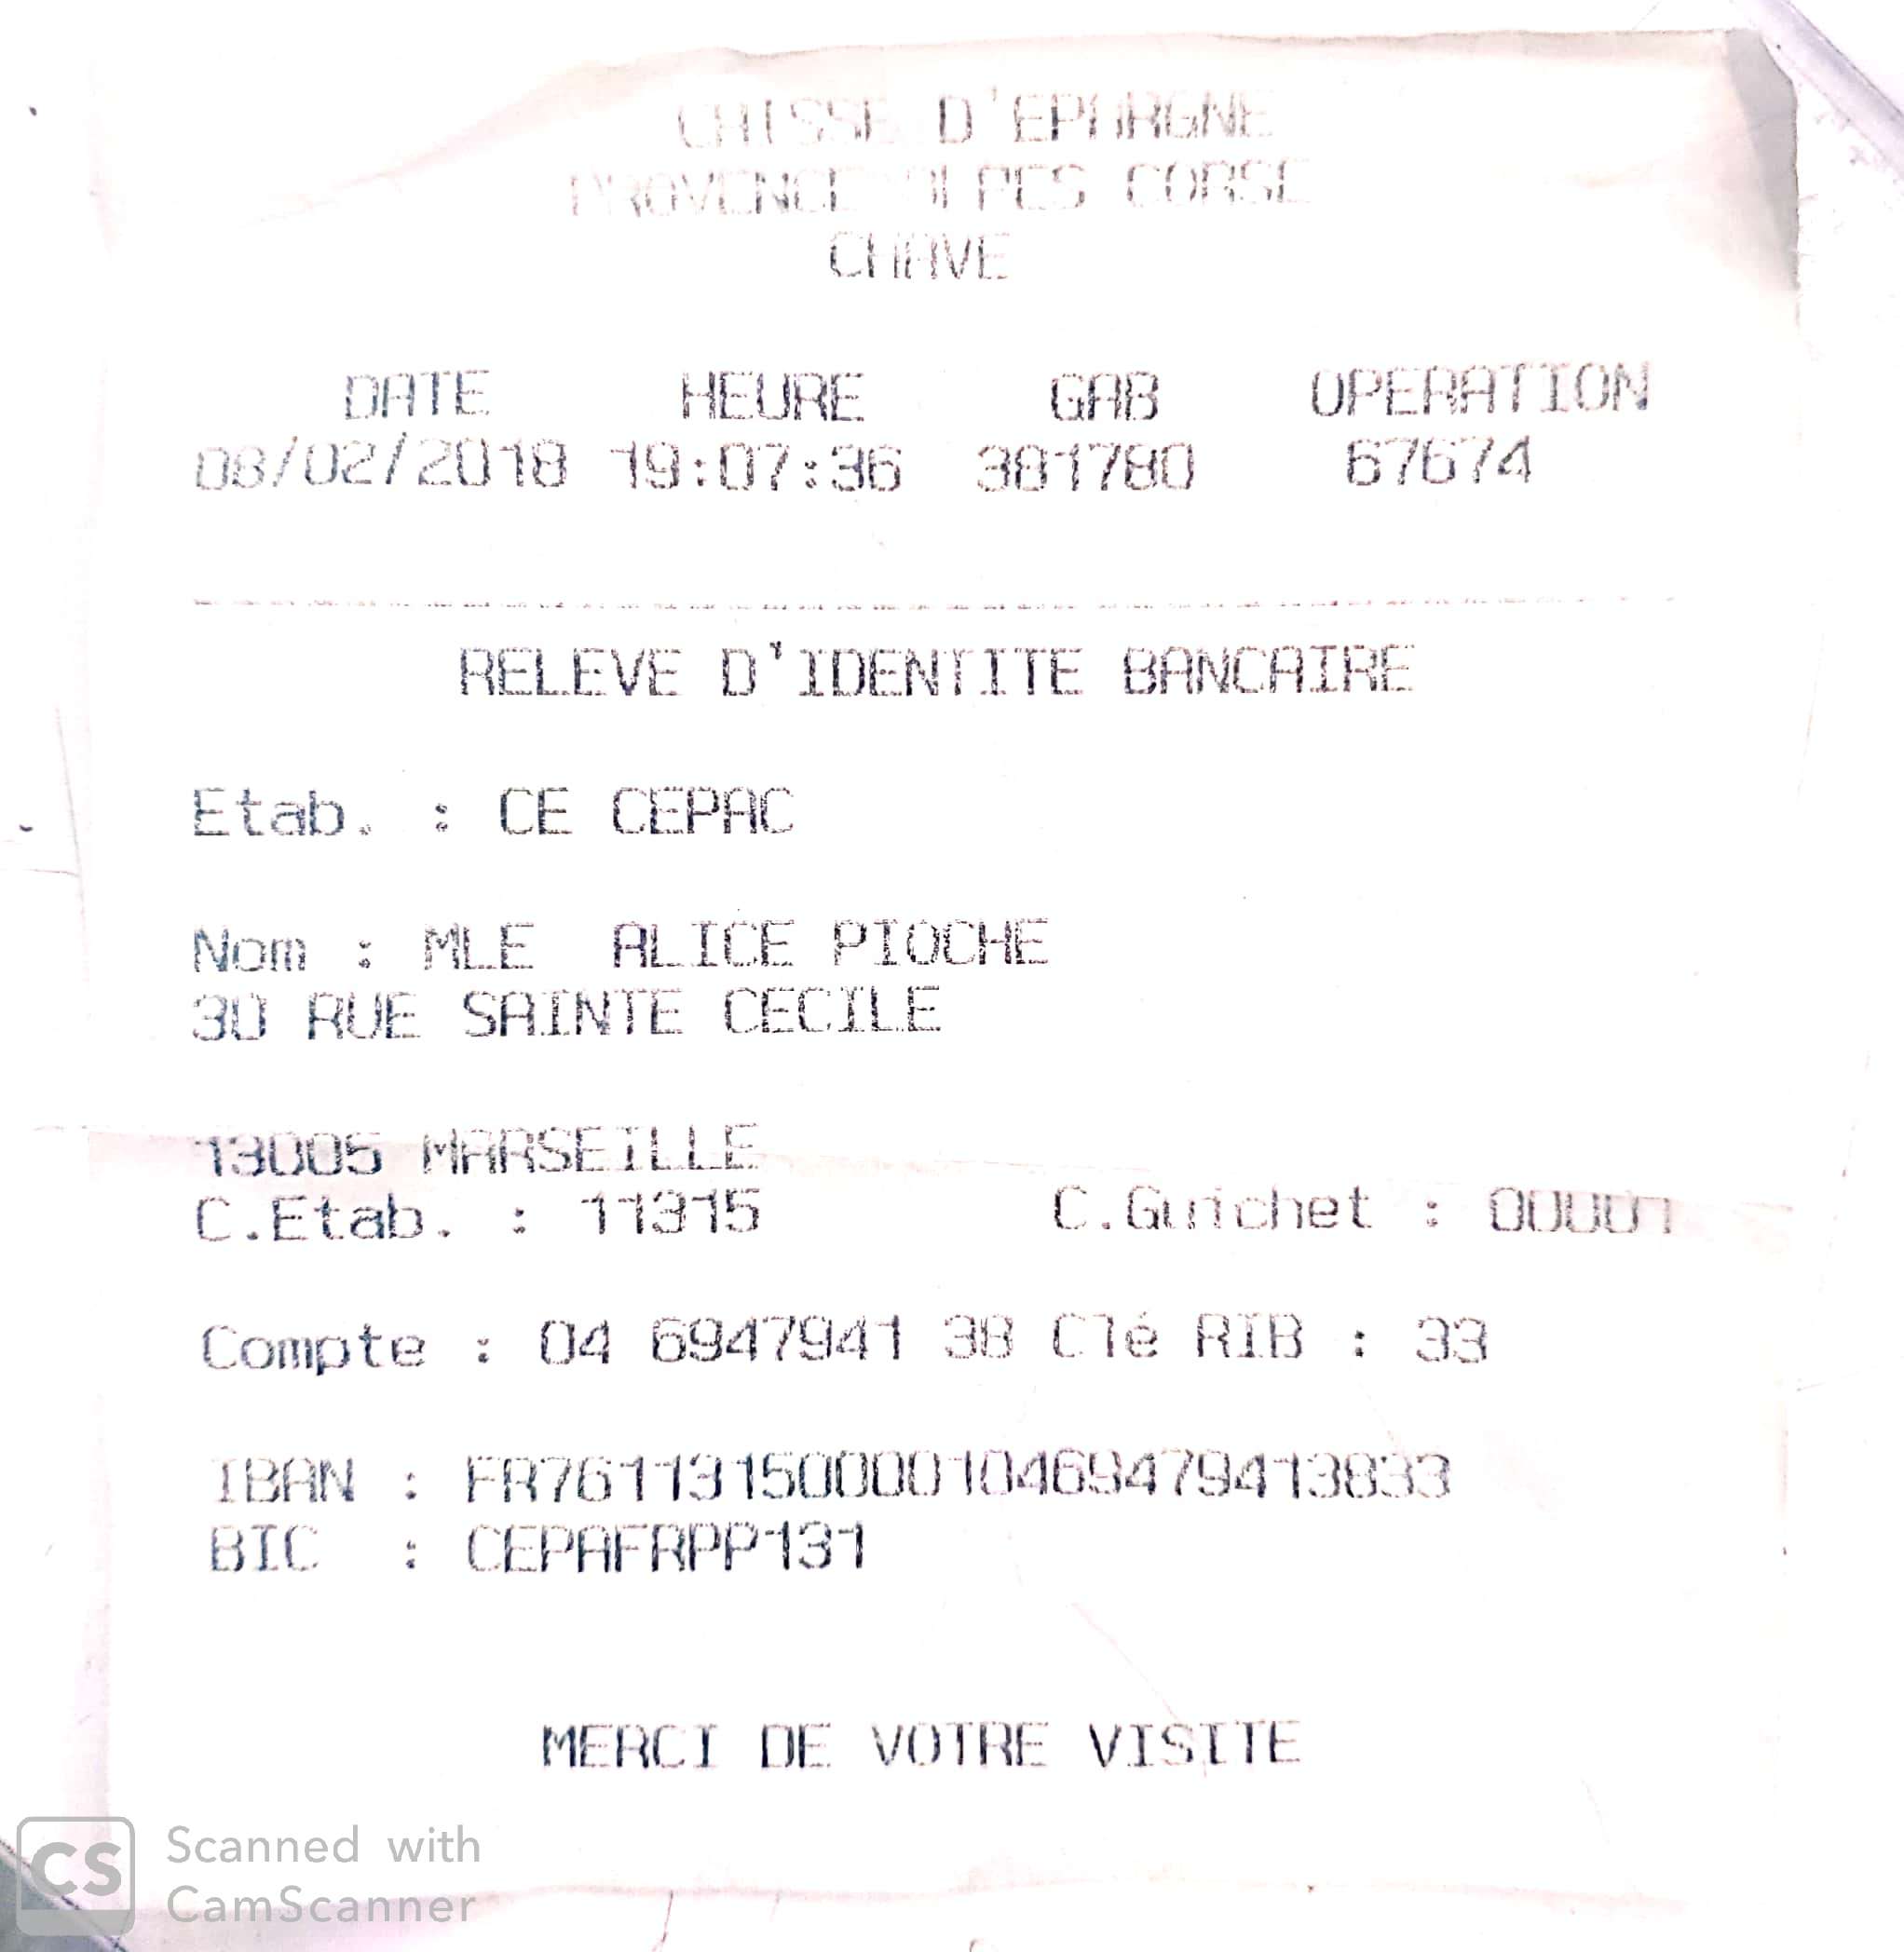 CAISSE D'EPARGNE
PROVENCE ALPES CORSE
CHAVE
DATE HEURE GAB OPERATION
08/02/2018 19:07:36 381780 67674
RELEVE D'IDENTITE BANCAIRE
Etab. : CE CEPAC
Nom : MLE ALICE PIOCHE
30 RUE SAINTE CECILE
13005 MARSEILLE
C.Etab. : 11315 C.Guichet : 00001
Compte : 04 6947941 38 Clé RIB : 33
IBAN : FR7611315000010469479413833
BIC : CEPAFRPP131
MERCI DE VOTRE VISITE
CS Scanned with
CamScanner